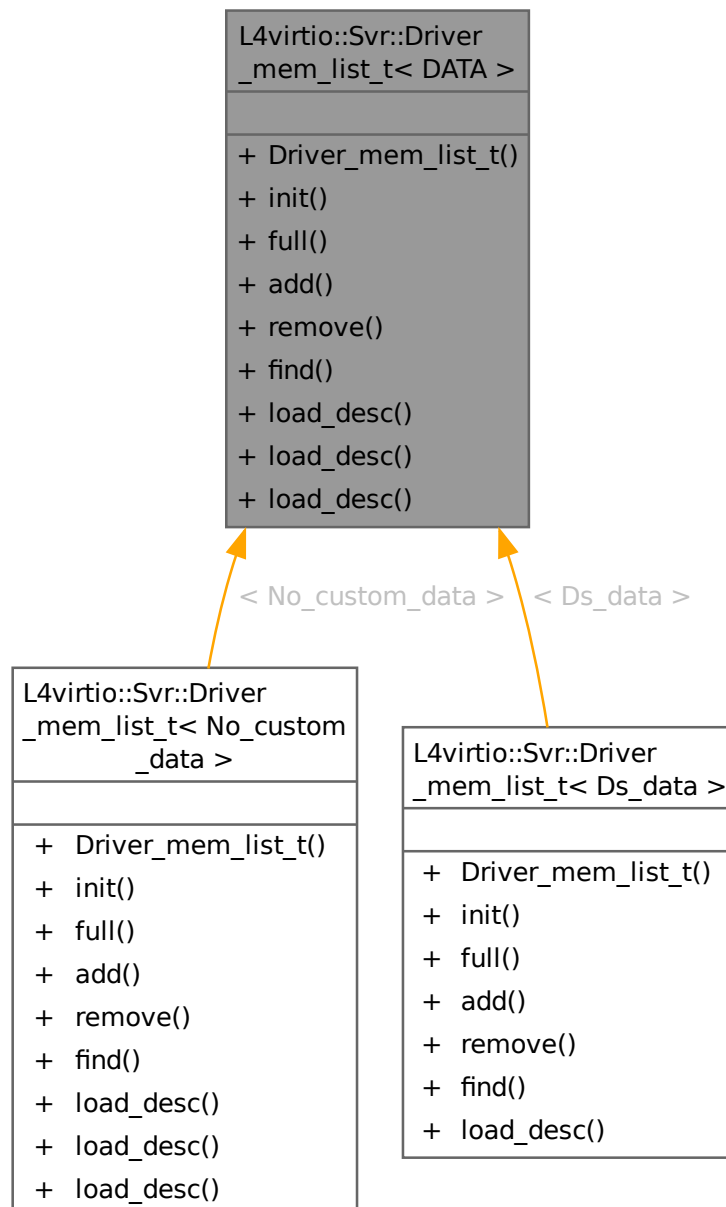 L4virtio::Svr::Driver
_mem_list_t< DATA >
+ Driver_mem_list_t()
+ init()
+ full()
+ add()
+ remove()
+ find()
+ load_desc()
+ load_desc()
+ load_desc()
< No_custom_data >
< Ds_data >
L4virtio::Svr::Driver
_mem_list_t< No_custom
_data >
+ Driver_mem_list_t()
+ init()
+ full()
+ add()
+ remove()
+ find()
+ load_desc()
+ load_desc()
+ load_desc()
L4virtio::Svr::Driver
_mem_list_t< Ds_data >
+ Driver_mem_list_t()
+ init()
+ full()
+ add()
+ remove()
+ find()
+ load_desc()